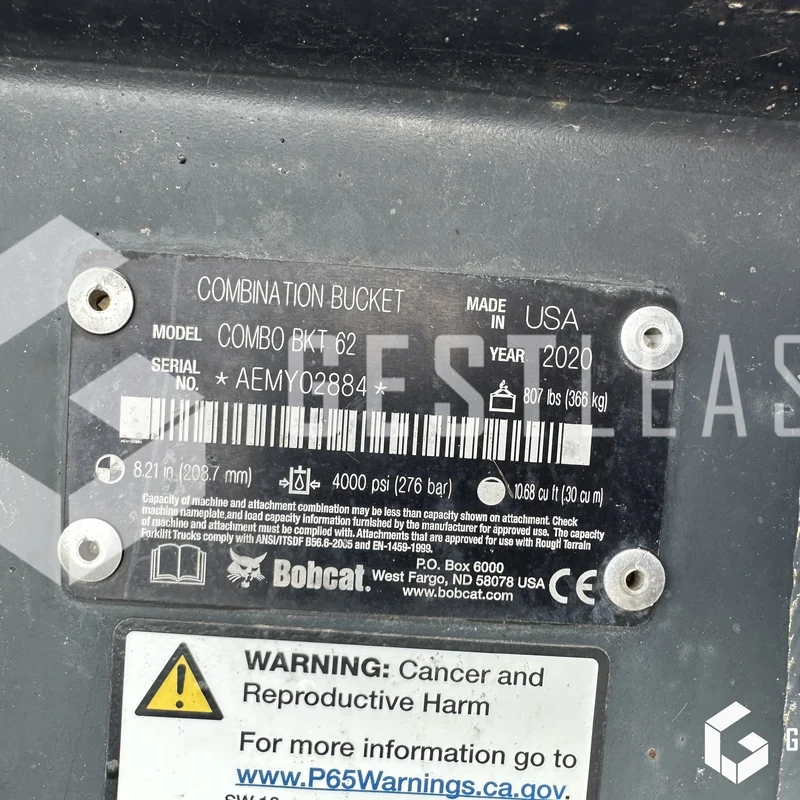 COMBINATION BUCKET
MADE IN USA
MODEL COMBO BKT 62
YEAR 2020
SERIAL NO. *AEMY02884*
807 lbs (366 kg)
8.21 in (208.7 mm)
4000 psi (276 bar)
10.68 cu ft (.30 cu m)
Capacity of machine and attachment combination may be less than capacity shown on attachment. Check
machine nameplate,and load capacity information furnished by the manufacturer for approved use. The capacity
of machine and attachment must be complied with. Attachments that are approved for use with Rough Terrain
Forklift Trucks comply with ANSI/ITSDF B56.6-2005 and EN-1459-1999.
Bobcat.
P.O. Box 6000
West Fargo, ND 58078 USA
www.bobcat.com
CE
WARNING: Cancer and
Reproductive Harm
For more information go to
www.P65Warnings.ca.gov.
GESTLEAS
G